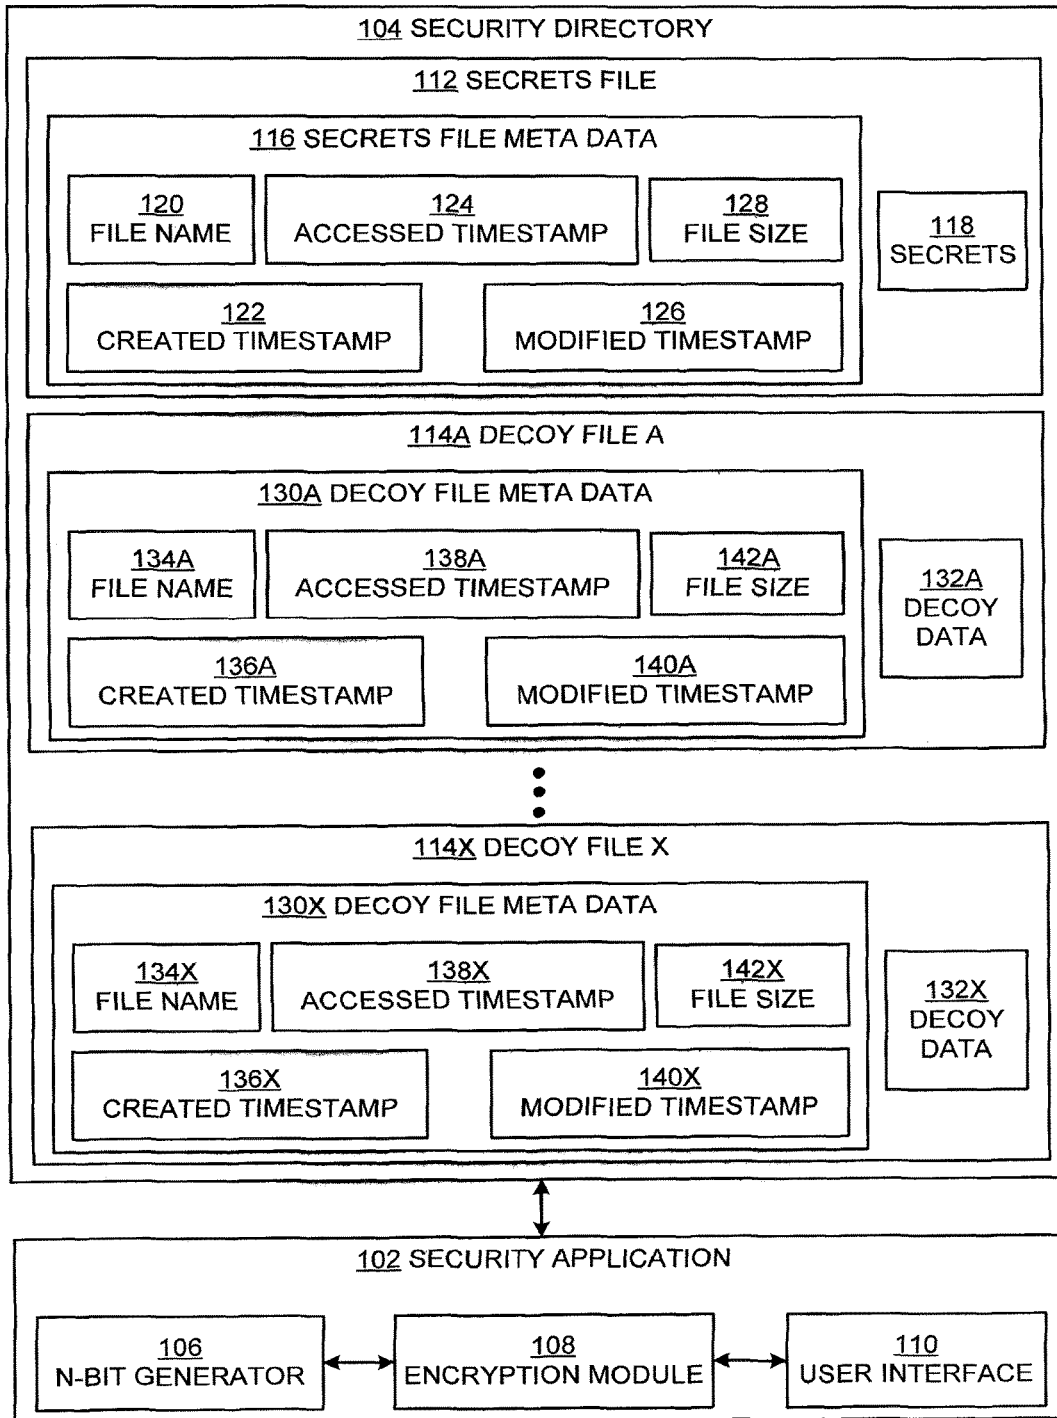 104 SECURITY DIRECTORY
112 SECRETS FILE
116 SECRETS FILE META DATA
120
FILE NAME
124
ACCESSED TIMESTAMP
128
FILE SIZE
118
SECRETS
122
CREATED TIMESTAMP
126
MODIFIED TIMESTAMP
114A DECOY FILE A
130A DECOY FILE META DATA
134A
FILE NAME
138A
ACCESSED TIMESTAMP
142A
FILE SIZE
132A
DECOY
DATA
136A
CREATED TIMESTAMP
140A
MODIFIED TIMESTAMP
114X DECOY FILE X
130X DECOY FILE META DATA
134X
FILE NAME
138X
ACCESSED TIMESTAMP
142X
FILE SIZE
132X
DECOY
DATA
136X
CREATED TIMESTAMP
140X
MODIFIED TIMESTAMP
102 SECURITY APPLICATION
106
N-BIT GENERATOR
108
ENCRYPTION MODULE
110
USER INTERFACE